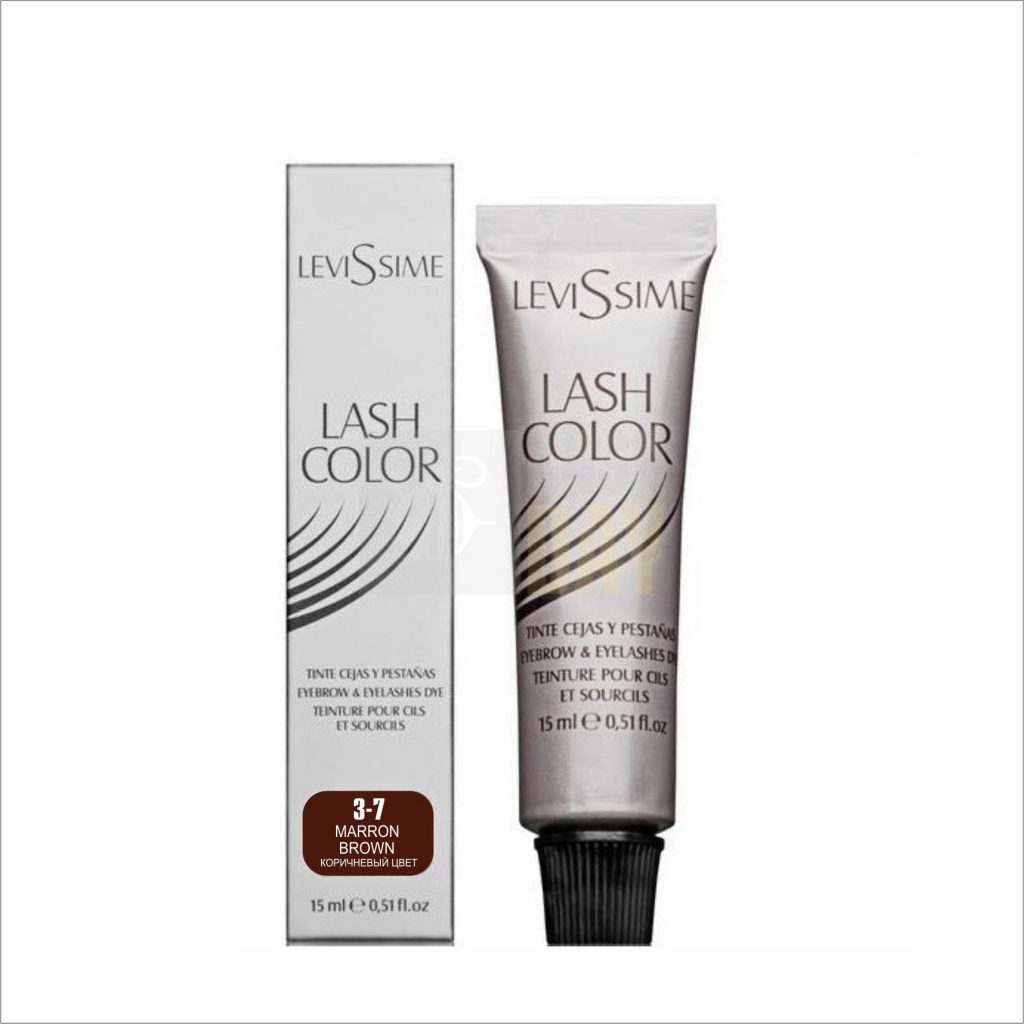 LEVISSIME
LASH
COLOR
TINTE CEJAS Y PESTAÑAS
EYEBROW & EYELASHES DYE
TEINTURE POUR CILS
ET SOURCILS
3-7
MARRON
BROWN
КОРИЧНЕВЫЙ ЦВЕТ
15 ml ℮ 0,51 fl.oz
LEVISSIME
LASH
COLOR
TINTE CEJAS Y PESTAÑAS
EYEBROW & EYELASHES DY
TEINTURE POUR CILS
ET SOURCILS
15 ml ℮ 0,51 fl.oz